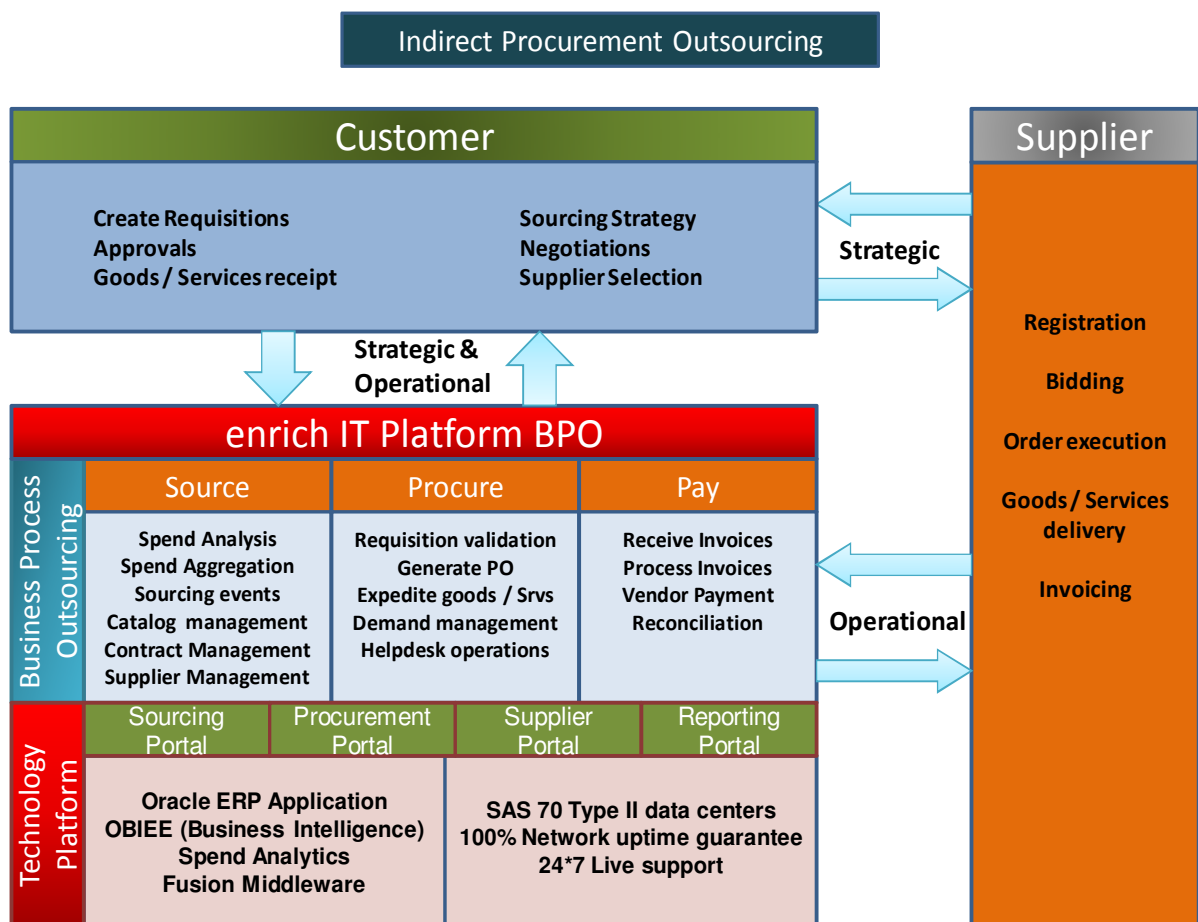 Indirect Procurement Outsourcing
Customer
Create Requisitions
Approvals
Goods / Services receipt
Sourcing Strategy
Negotiations
Supplier Selection
Supplier
Strategic
Registration
Bidding
Order execution
Goods / Services
delivery
Invoicing
Strategic &
Operational
enrich IT Platform BPO
Business Process
Outsourcing
Source
Procure
Pay
Spend Analysis
Spend Aggregation
Sourcing events
Catalog management
Contract Management
Supplier Management
Requisition validation
Generate PO
Expedite goods / Srvs
Demand management
Helpdesk operations
Receive Invoices
Process Invoices
Vendor Payment
Reconciliation
Operational
Technology
Platform
Sourcing
Portal
Procurement
Portal
Supplier
Portal
Reporting
Portal
Oracle ERP Application
OBIEE (Business Intelligence)
Spend Analytics
Fusion Middleware
SAS 70 Type II data centers
100% Network uptime guarantee
24*7 Live support